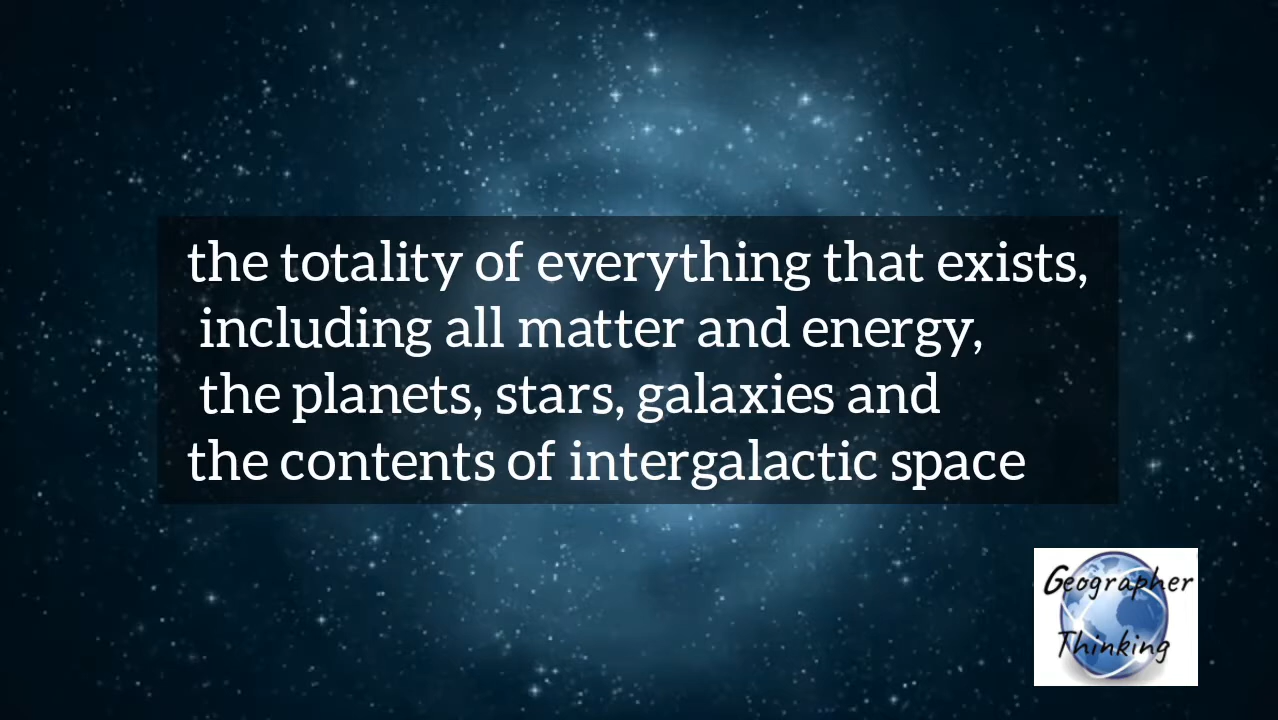 the totality of everything that exists,
including all matter and energy,
the planets, stars, galaxies and
the contents of intergalactic space
Geographer
Thinking